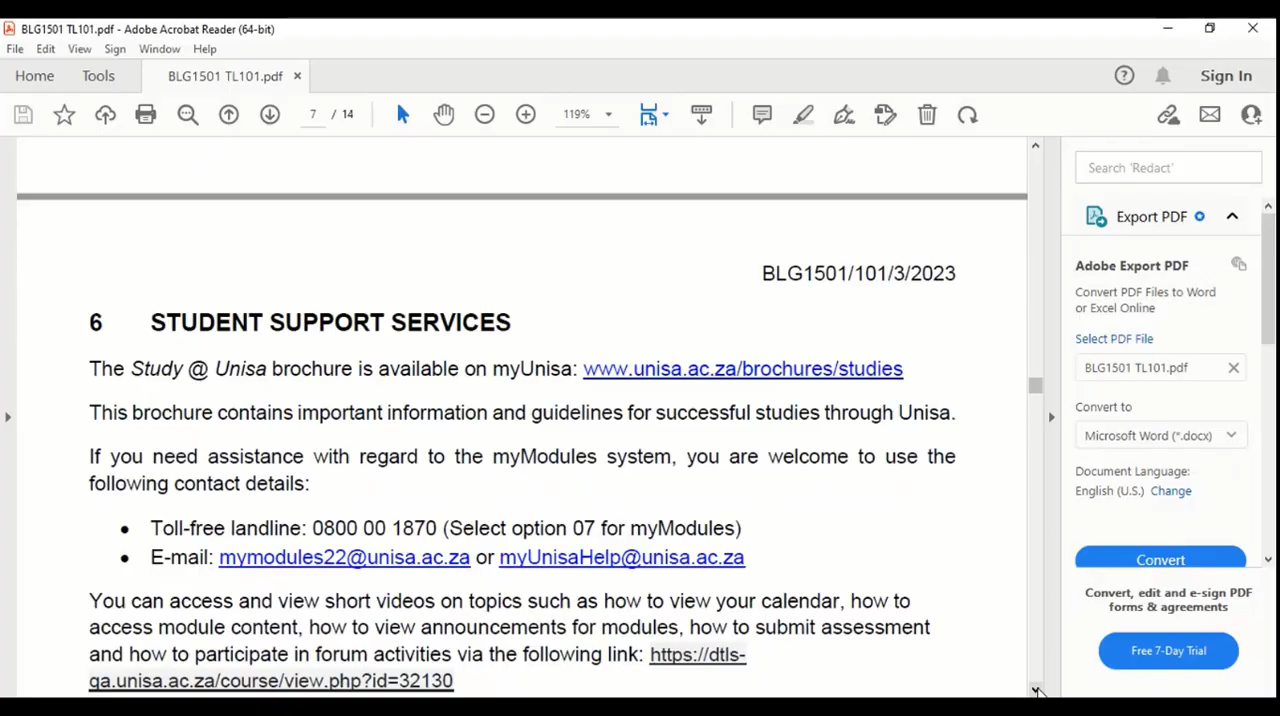 BLG1501 TL101.pdf - Adobe Acrobat Reader (64-bit)
File Edit View Sign Window Help
Home Tools BLG1501 TL101.pdf × Sign In
7 / 14 119%
Search 'Redact'
Export PDF
BLG1501/101/3/2023
Adobe Export PDF
Convert PDF Files to Word
or Excel Online
6 STUDENT SUPPORT SERVICES
Select PDF File
The Study @ Unisa brochure is available on myUnisa: www.unisa.ac.za/brochures/studies
BLG1501 TL101.pdf
This brochure contains important information and guidelines for successful studies through Unisa.
Convert to
Microsoft Word (*.docx)
If you need assistance with regard to the myModules system, you are welcome to use the
following contact details:
Document Language:
English (U.S.) Change
• Toll-free landline: 0800 00 1870 (Select option 07 for myModules)
• E-mail: mymodules22@unisa.ac.za or myUnisaHelp@unisa.ac.za
Convert
You can access and view short videos on topics such as how to view your calendar, how to
access module content, how to view announcements for modules, how to submit assessment
and how to participate in forum activities via the following link: https://dtls-
qa.unisa.ac.za/course/view.php?id=32130
Convert, edit and e-sign PDF
forms & agreements
Free 7-Day Trial